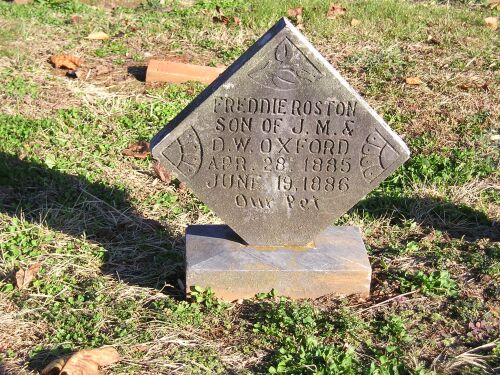 FREDDIE ROSTON
SON OF J. M. &
D. W. OXFORD
APR. 28. 1885
JUNE 19. 1886
Our Pet